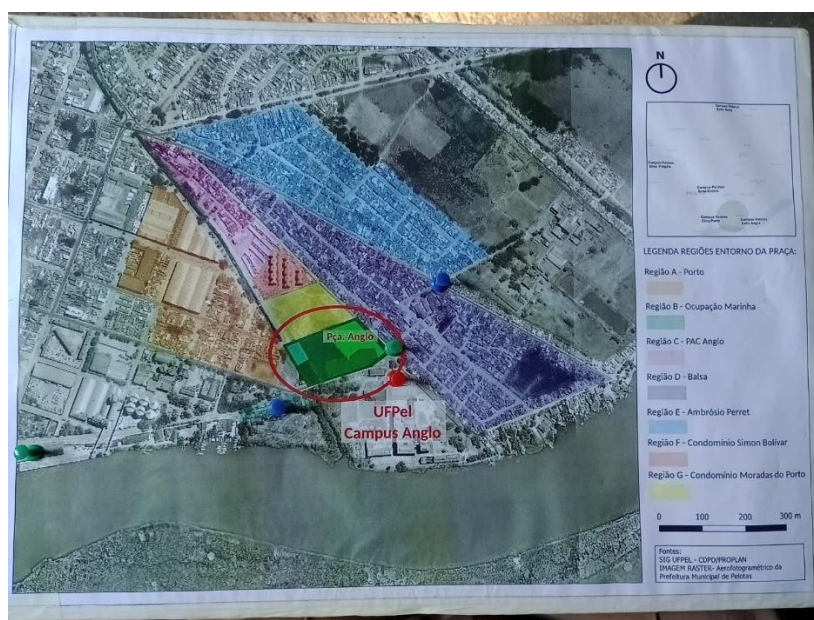 N
LEGENDA REGIÕES ENTORNO DA PRAÇA:
Região A - Porto
Região B - Ocupação Marinha
Região C - PAC Anglo
Região D - Balsa
Região E - Ambrósio Perret
Região F - Condomínio Simon Bolívar
Região G - Condomínio Moradas do Porto
0 100 200 300 m
Fontes:
SIG UFPEL - CDPD/PROPLAN
IMAGEM RASTER- Aerofotogramétrico da
Prefeitura Municipal de Pelotas
Pça. Anglo
UFPel
Campus Anglo